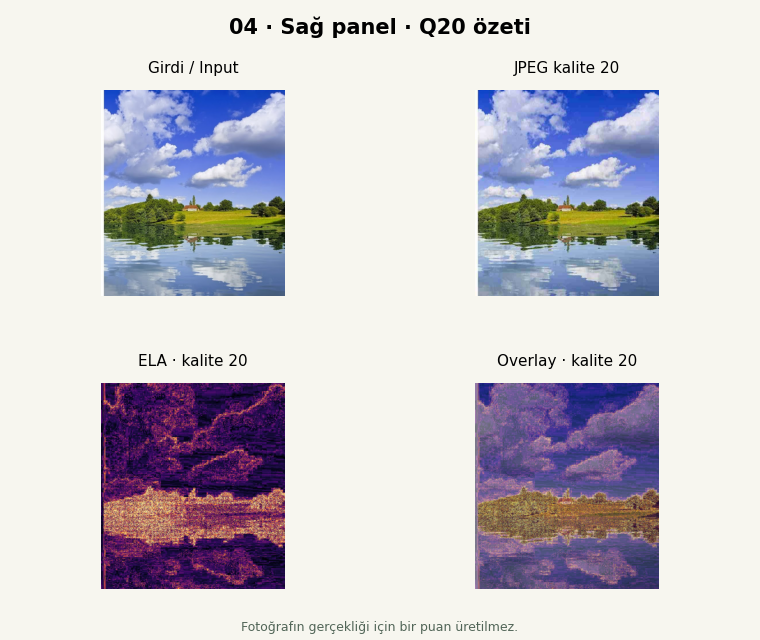 04 · Sağ panel · Q20 özeti
Girdi / Input
JPEG kalite 20
ELA · kalite 20
Overlay · kalite 20
Fotoğrafın gerçekliği için bir puan üretilmez.